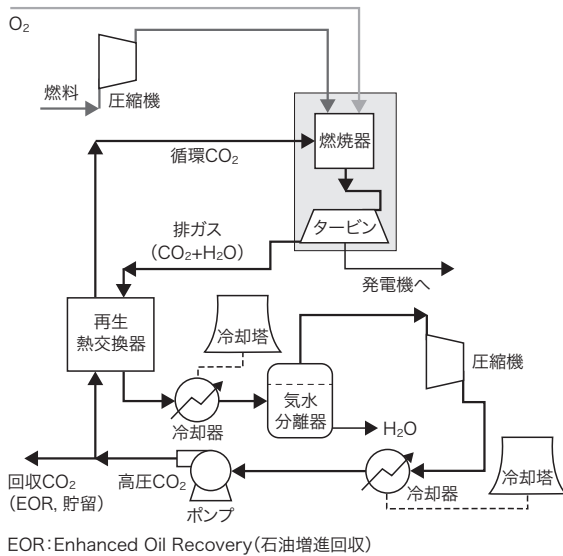 O₂
燃料
圧縮機
燃焼器
循環CO₂
タービン
排ガス
(CO₂+H₂O)
発電機へ
再生
熱交換器
冷却塔
圧縮機
冷却器
気水
分離器
H₂O
回収CO₂
(EOR, 貯留)
高圧CO₂
ポンプ
冷却器
冷却塔
EOR:Enhanced Oil Recovery(石油増進回収)